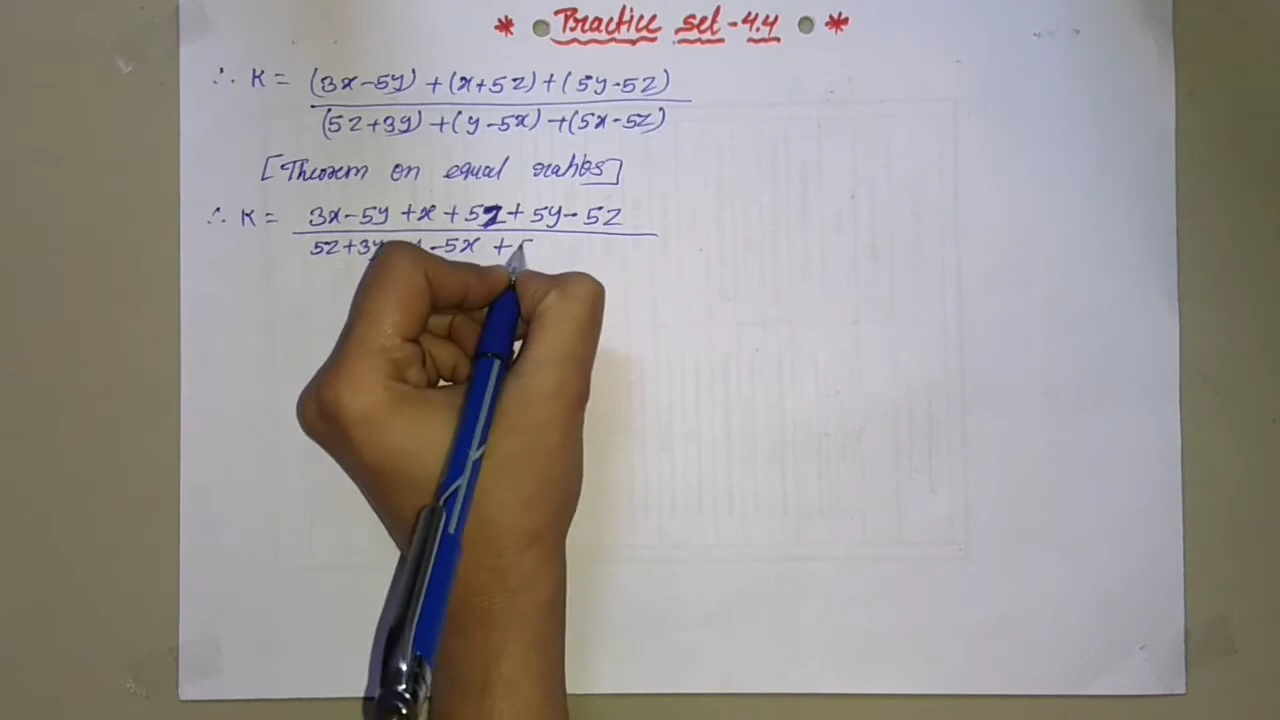 * Practice set-4.4 *
∴ K = (3x-5y) + (x+5z) + (5y-5z)
(5z+3y) + (y-5x) + (5x-5z)
[Theorem on equal ratios]
∴ K = 3x-5y + x + 5z + 5y - 5z
5z+3y -5x +